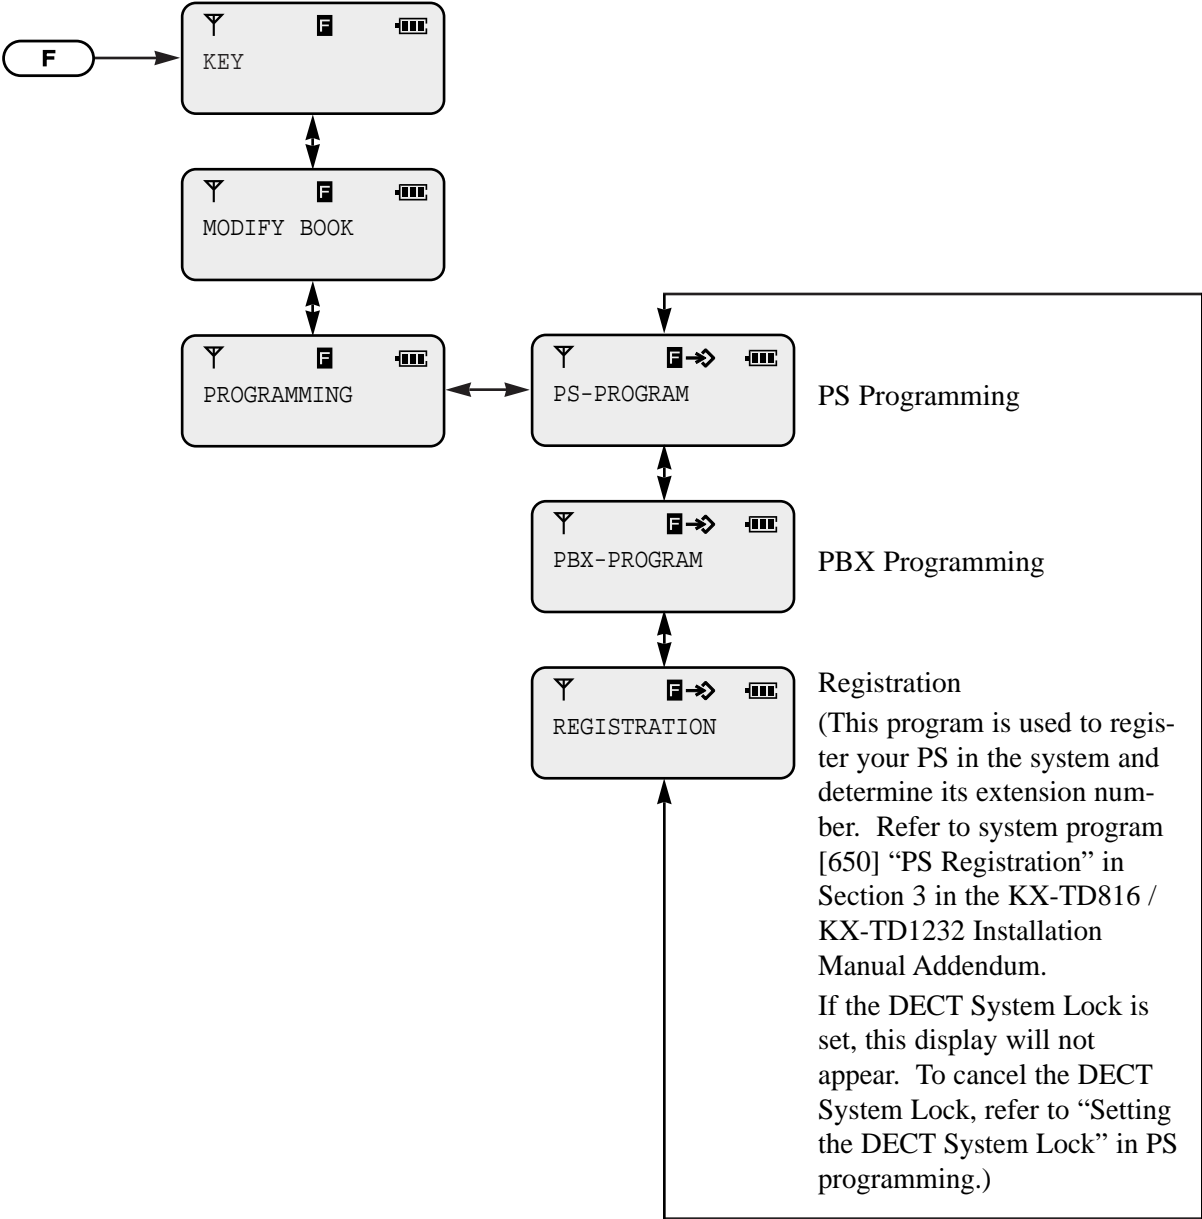 F
F
KEY
F
MODIFY BOOK
F
PROGRAMMING
F
PS-PROGRAM
PS Programming
F
PBX-PROGRAM
PBX Programming
F
REGISTRATION
Registration
(This program is used to regis-
ter your PS in the system and
determine its extension num-
ber.  Refer to system program
[650] “PS Registration” in
Section 3 in the KX-TD816 /
KX-TD1232 Installation
Manual Addendum.
If the DECT System Lock is
set, this display will not
appear.  To cancel the DECT
System Lock, refer to “Setting
the DECT System Lock” in PS
programming.)